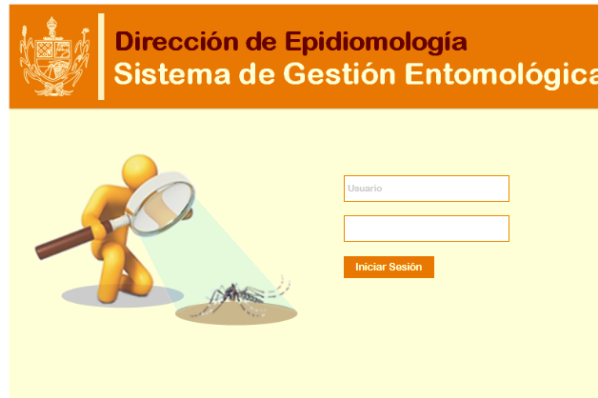 Dirección de Epidiomología
Sistema de Gestión Entomológica
Usuario
Iniciar Sesión